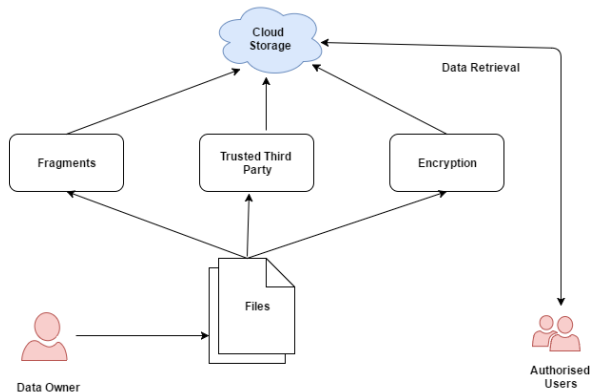 Cloud
Storage
Data Retrieval
Fragments
Trusted Third
Party
Encryption
Files
Data Owner
Authorised
Users